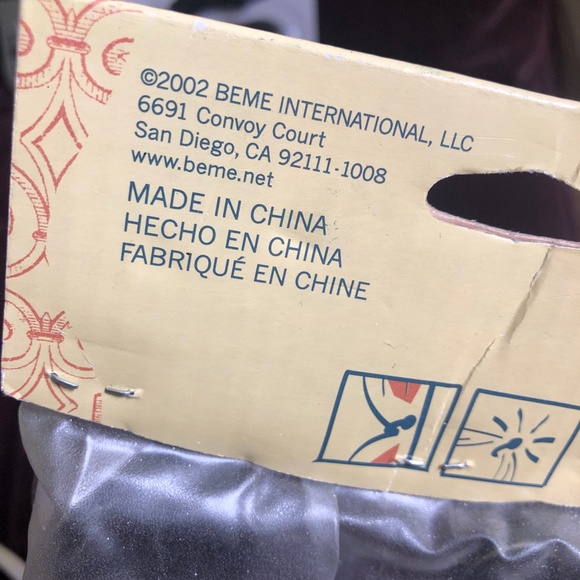 ©2002 BEME INTERNATIONAL, LLC
6691 Convoy Court
San Diego, CA 92111-1008
www.beme.net
MADE IN CHINA
HECHO EN CHINA
FABRIQUÉ EN CHINE